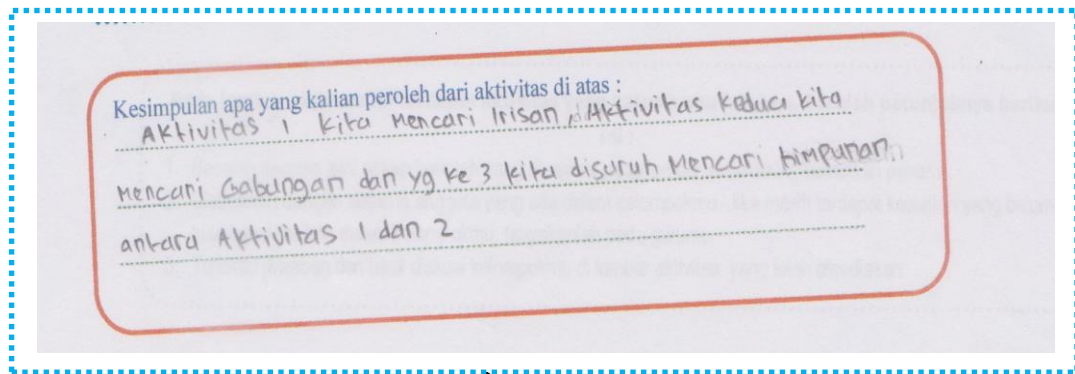 Kesimpulan apa yang kalian peroleh dari aktivitas di atas :
Aktivitas 1 kita Mencari Irisan, Aktivitas kedua kita
Mencari Gabungan dan yg ke 3 kita disuruh Mencari himpunan
antara Aktivitas 1 dan 2